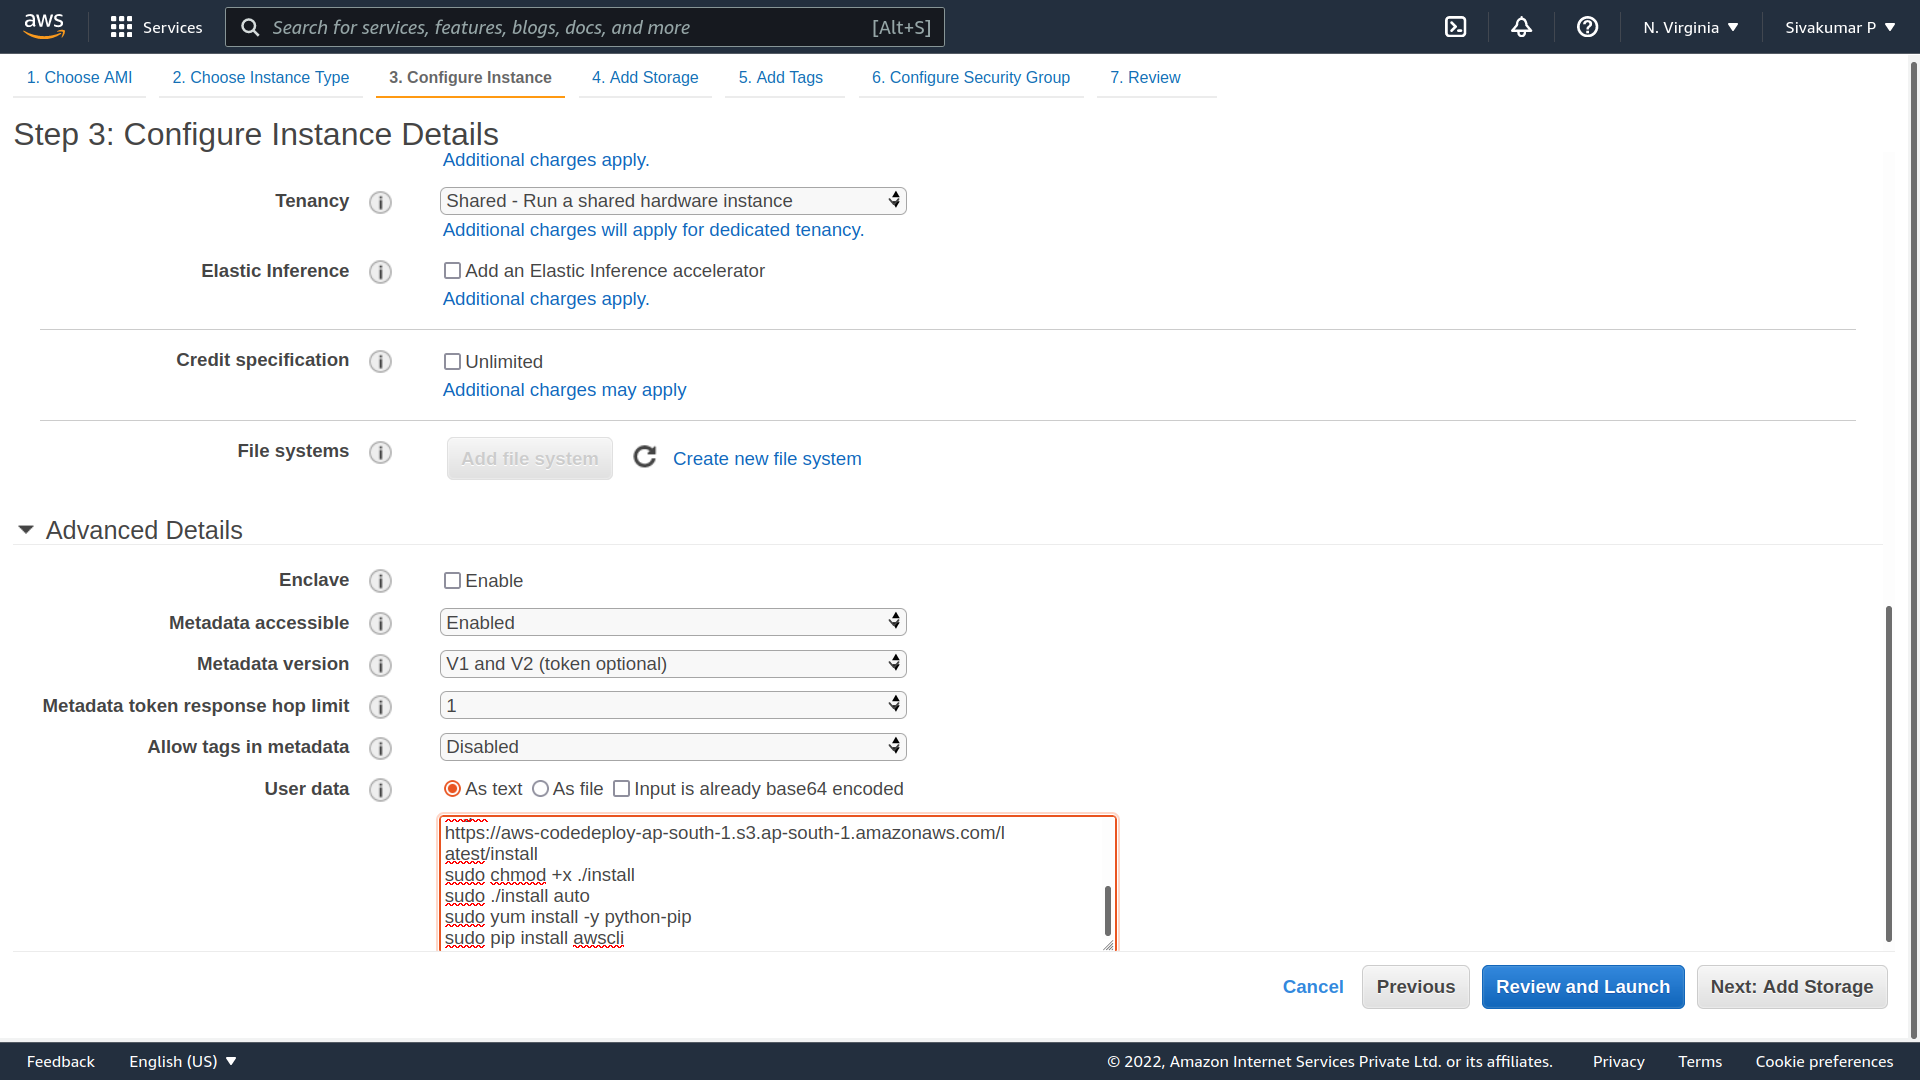 aws
Services
Search for services, features, blogs, docs, and more
[Alt+S]
N. Virginia
Sivakumar P
1. Choose AMI
2. Choose Instance Type
3. Configure Instance
4. Add Storage
5. Add Tags
6. Configure Security Group
7. Review
Step 3: Configure Instance Details
Additional charges apply.
Tenancy
Shared - Run a shared hardware instance
Additional charges will apply for dedicated tenancy.
Elastic Inference
Add an Elastic Inference accelerator
Additional charges apply.
Credit specification
Unlimited
Additional charges may apply
File systems
Add file system
Create new file system
Advanced Details
Enclave
Enable
Metadata accessible
Enabled
Metadata version
V1 and V2 (token optional)
Metadata token response hop limit
1
Allow tags in metadata
Disabled
User data
As text
As file
Input is already base64 encoded
https://aws-codedeploy-ap-south-1.s3.ap-south-1.amazonaws.com/l
atest/install
sudo chmod +x ./install
sudo ./install auto
sudo yum install -y python-pip
sudo pip install awscli
Cancel
Previous
Review and Launch
Next: Add Storage
Feedback
English (US)
© 2022, Amazon Internet Services Private Ltd. or its affiliates.
Privacy
Terms
Cookie preferences